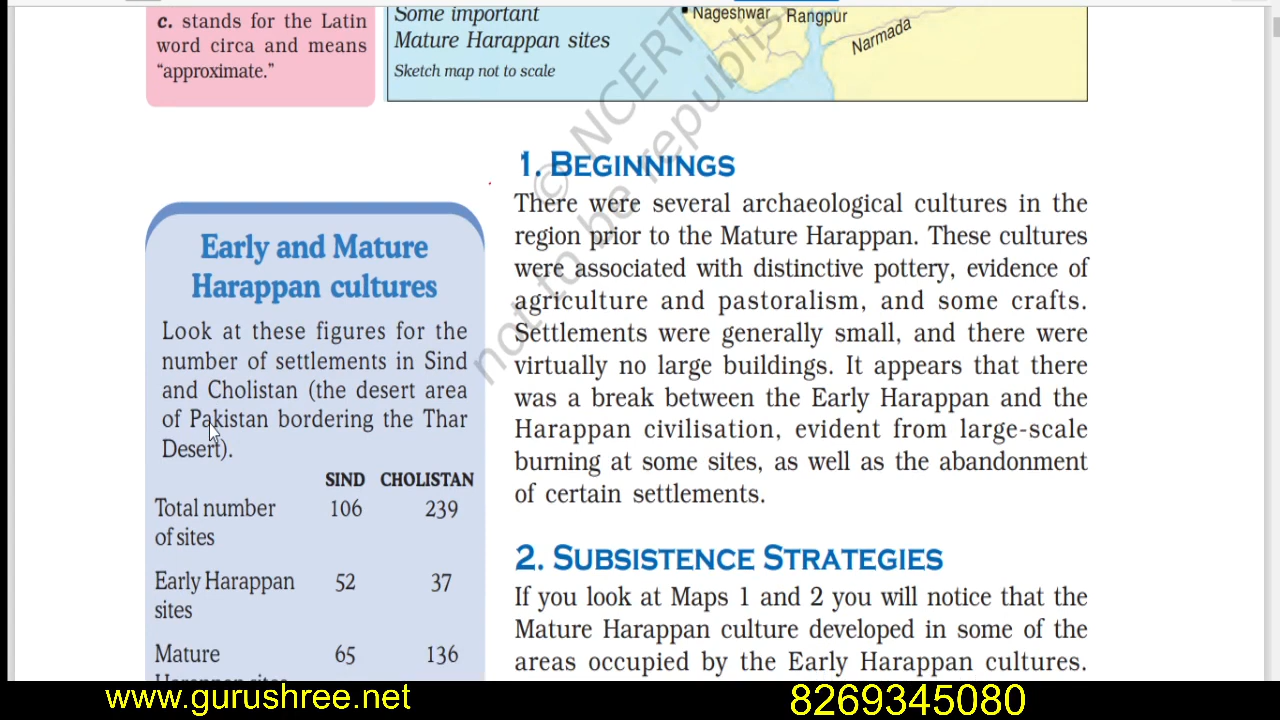 c. stands for the Latin
word circa and means
“approximate.”
Some important
Mature Harappan sites
Sketch map not to scale
Nageshwar
Rangpur
Narmada
© NCERT
not to be republis
1. BEGINNINGS
There were several archaeological cultures in the
region prior to the Mature Harappan. These cultures
were associated with distinctive pottery, evidence of
agriculture and pastoralism, and some crafts.
Settlements were generally small, and there were
virtually no large buildings. It appears that there
was a break between the Early Harappan and the
Harappan civilisation, evident from large-scale
burning at some sites, as well as the abandonment
of certain settlements.
2. SUBSISTENCE STRATEGIES
If you look at Maps 1 and 2 you will notice that the
Mature Harappan culture developed in some of the
areas occupied by the Early Harappan cultures.
Early and Mature
Harappan cultures
Look at these figures for the
number of settlements in Sind
and Cholistan (the desert area
of Pakistan bordering the Thar
Desert).
SIND CHOLISTAN
Total number 106 239
of sites
Early Harappan 52 37
sites
Mature 65 136
Harappan sites
www.gurushree.net
8269345080